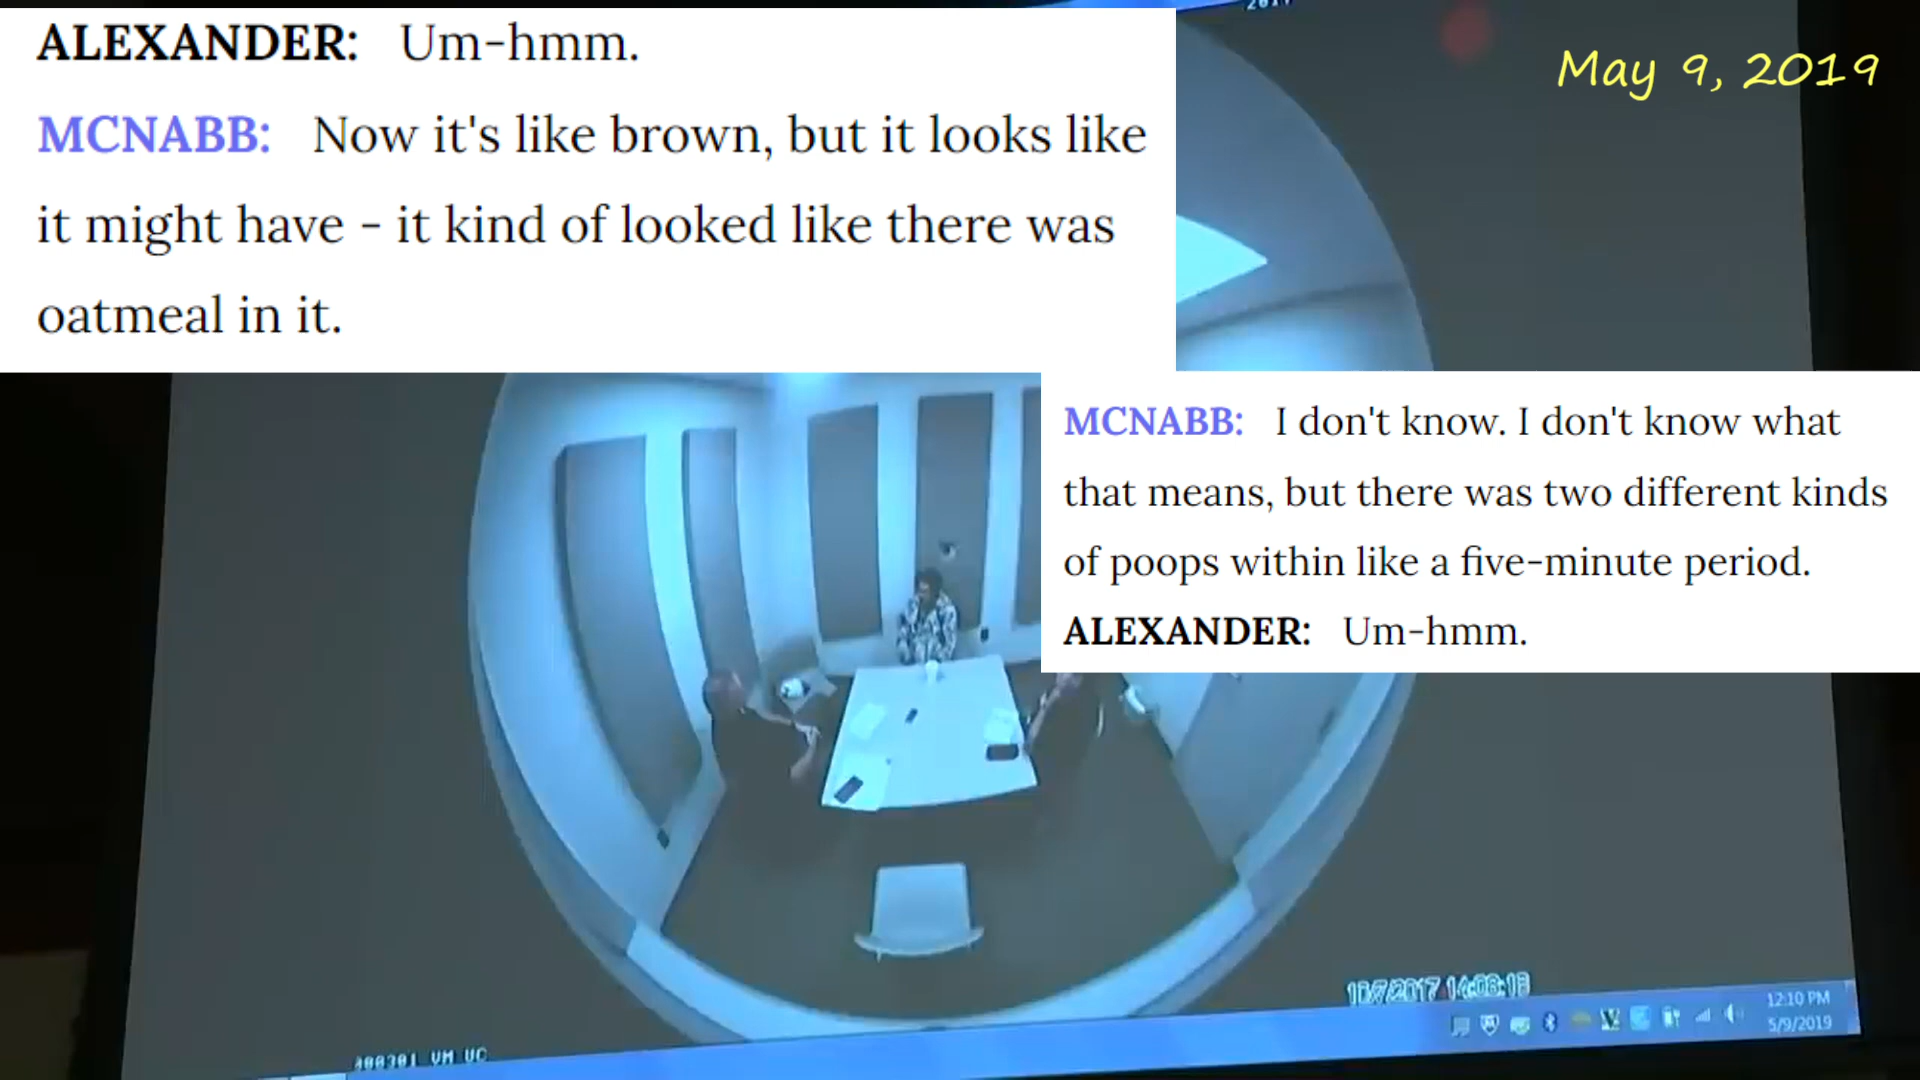 ALEXANDER: Um-hmm.
MCNABB: Now it's like brown, but it looks like
it might have - it kind of looked like there was
oatmeal in it.
May 9, 2019
MCNABB: I don't know. I don't know what
that means, but there was two different kinds
of poops within like a five-minute period.
ALEXANDER: Um-hmm.
14:08:13
12:10 PM
5/9/2019